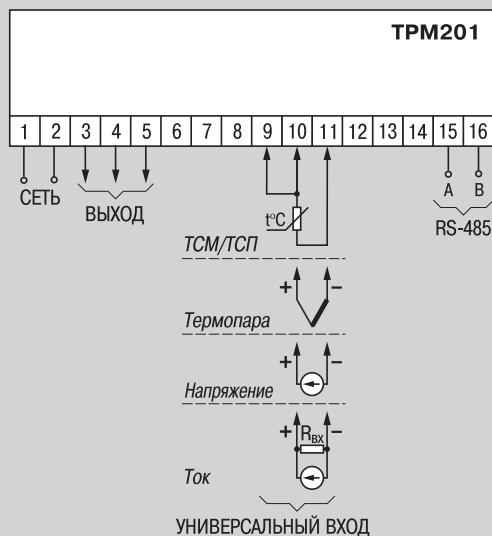 ТРМ201
1 2 3 4 5 6 7 8 9 10 11 12 13 14 15 16
СЕТЬ
ВЫХОД
A B
RS-485
t°C
ТСМ/ТСП
+ –
Термопара
+ –
Напряжение
+ Rвх –
Ток
УНИВЕРСАЛЬНЫЙ ВХОД